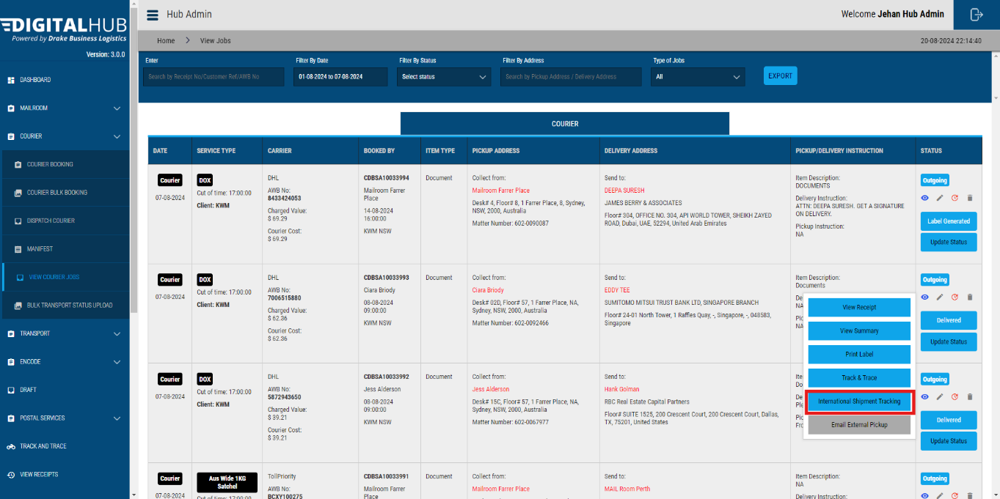 DIGITALHUB
Powered by Drake Business Logistics
Version: 3.0.0
DASHBOARD
MAILROOM
COURIER
COURIER BOOKING
COURIER BULK BOOKING
DISPATCH COURIER
MANIFEST
VIEW COURIER JOBS
BULK TRANSPORT STATUS UPLOAD
TRANSPORT
ENCODE
DRAFT
POSTAL SERVICES
TRACK AND TRACE
VIEW RECEIPTS
Hub Admin
Welcome Jehan Hub Admin
Home > View Jobs
20-08-2024 22:14:40
Enter
Filter By Date
Filter By Status
Filter By Address
Type of Jobs
Search by Receipt No/Customer Ref/AWB No
01-08-2024 to 07-08-2024
Select status
Search by Pickup Address / Delivery Address
All
EXPORT
COURIER
DATE
SERVICE TYPE
CARRIER
BOOKED BY
ITEM TYPE
PICKUP ADDRESS
DELIVERY ADDRESS
PICKUP/DELIVERY INSTRUCTION
STATUS
Courier
07-08-2024
DOX
Cut of time: 17:00:00
Client: KWM
DHL
AWB No:
8433424053
Charged Value:
$ 69.29
Courier Cost:
$ 69.29
CDBSA10033994
Mailroom Farrer
Place
14-08-2024
16:00:00
KWM NSW
Document
Collect from:
Mailroom Farrer Place
Desk# 4, Floor# 8, 1 Farrer Place, 8, Sydney,
NSW, 2000, Australia
Matter Number: 602-0090087
Send to:
DEEPA SURESH
JAMES BERRY & ASSOCIATES
Floor# 304, OFFICE NO. 304, API WORLD TOWER, SHEIKH ZAYED
ROAD, Dubai, UAE, 52294, United Arab Emirates
Item Description:
DOCUMENTS
Delivery Instruction:
ATTN: DEEPA SURESH. GET A SIGNATURE
ON DELIVERY.
Pickup Instruction:
NA
Outgoing
Label Generated
Update Status
Courier
07-08-2024
DOX
Cut of time: 17:00:00
Client: KWM
DHL
AWB No:
7006515880
Charged Value:
$ 62.36
Courier Cost:
$ 62.36
CDBSA10033993
Ciara Briody
08-08-2024
09:00:00
KWM NSW
Document
Collect from:
Ciara Briody
Desk# 02D, Floor# 57, 1 Farrer Place, NA,
Sydney, NSW, 2000, Australia
Matter Number: 602-0092466
Send to:
EDDY TEE
SUMITOMO MITSUI TRUST BANK LTD, SINGAPORE BRANCH
Floor# 24-01 North Tower, 1 Raffles Quay, -, Singapore, -, 048583,
Singapore
Item Description:
Documents
De
NA
Pic
NA
Outgoing
Delivered
Update Status
View Receipt
View Summary
Print Label
Track & Trace
International Shipment Tracking
Email External Pickup
Courier
07-08-2024
DOX
Cut of time: 17:00:00
Client: KWM
DHL
AWB No:
5872943650
Charged Value:
$ 39.21
Courier Cost:
$ 39.21
CDBSA10033992
Jess Alderson
08-08-2024
09:00:00
KWM NSW
Document
Collect from:
Jess Alderson
Desk# 15C, Floor# 57, 1 Farrer Place, NA,
Sydney, NSW, 2000, Australia
Matter Number: 602-0067977
Send to:
Hank Golman
RBC Real Estate Capital Partners
Floor# SUITE 1525, 200 Crescent Court, 200 Crescent Court, Dallas,
TX, 75201, United States
Ite
Do
De
Ple
Pic
Fro
Outgoing
Delivered
Update Status
Courier
07-08-2024
Aus Wide 1KG
Satchel
Cut of time: 17:00:00
TollPriority
AWB No:
BCXY100275
CDBSA10033991
Mailroom Farrer
Place
Document
Collect from:
Mailroom Farrer Place
Send to:
MAIL Room Perth
Item Description:
NA
Delivery Instruction:
Outgoing